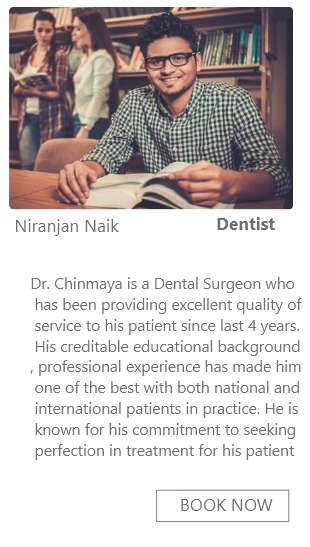 Niranjan Naik
Dentist
Dr. Chinmaya is a Dental Surgeon who
has been providing excellent quality of
service to his patient since last 4 years.
His creditable educational background
, professional experience has made him
one of the best with both national and
international patients in practice. He is
known for his commitment to seeking
perfection in treatment for his patient
BOOK NOW